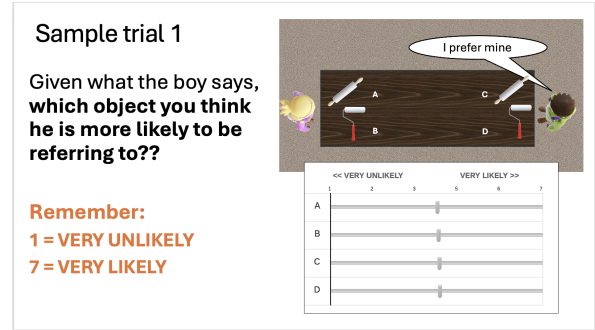 Sample trial 1
Given what the boy says,
which object you think
he is more likely to be
referring to??
Remember:
1 = VERY UNLIKELY
7 = VERY LIKELY
I prefer mine
A
C
B
D
<< VERY UNLIKELY VERY LIKELY >>
1 2 3 5 6 7
A
B
C
D